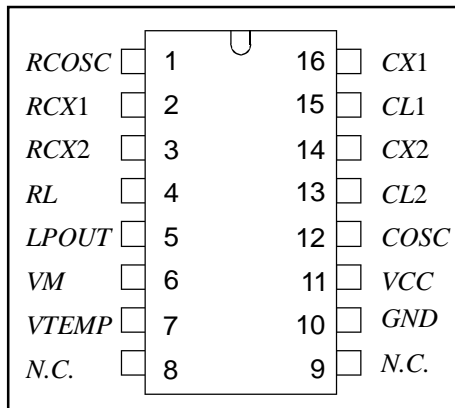 RCOSC 1 16 CX1
RCX1 2 15 CL1
RCX2 3 14 CX2
RL 4 13 CL2
LPOUT 5 12 COSC
VM 6 11 VCC
VTEMP 7 10 GND
N.C. 8 9 N.C.